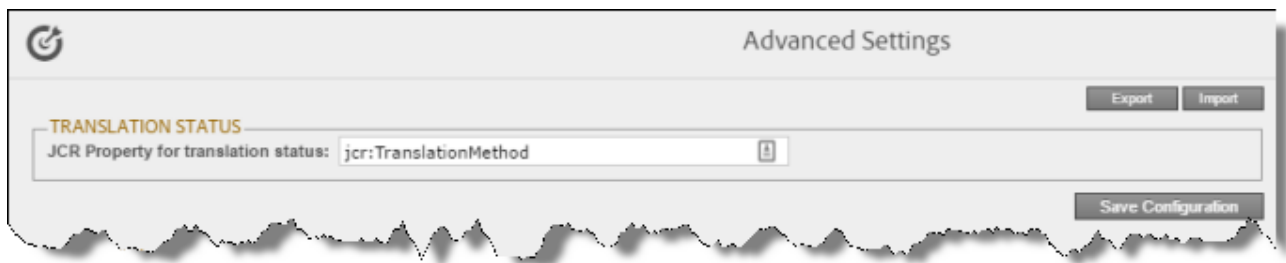 Advanced Settings
Export Import
TRANSLATION STATUS
JCR Property for translation status: jcr:TranslationMethod
Save Configuration